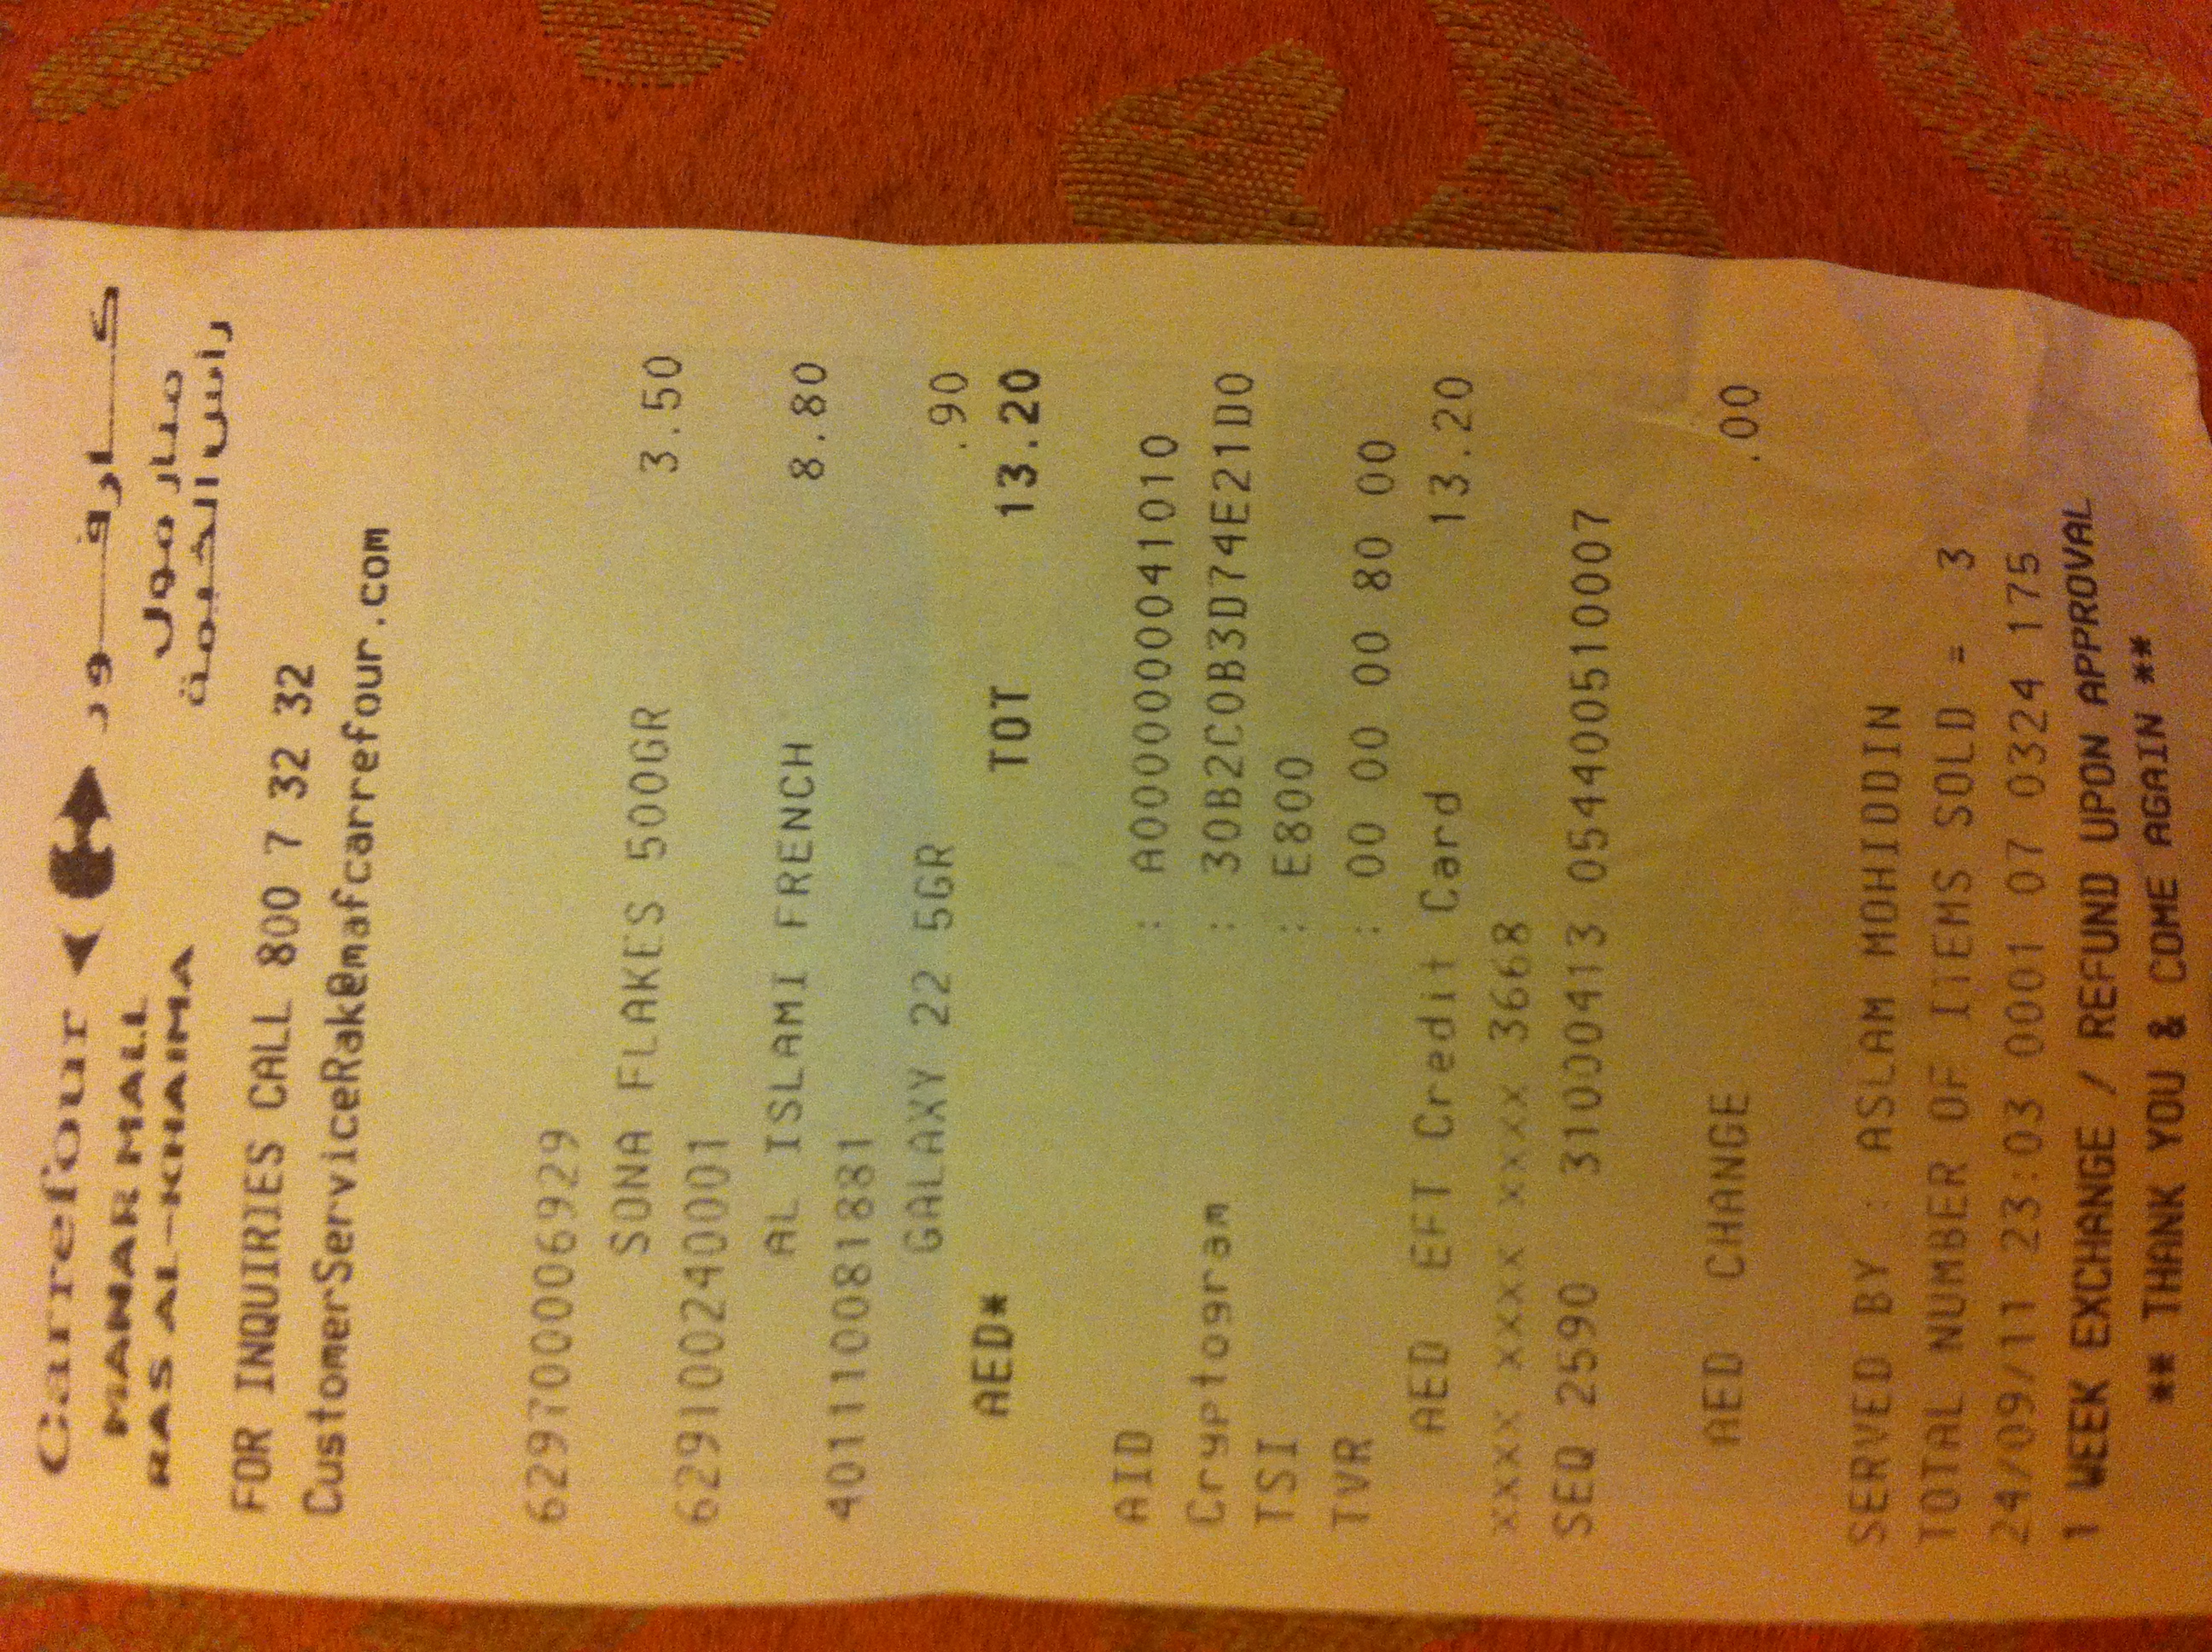 Carrefour كارفور
MANAR MALL منار مول
RAS AL-KHAIMA رأس الخيمة
FOR INQUIRIES CALL 800 7 32 32
CustomerServiceRak@mafcarrefour.com
6297000006929
SONA FLAKES 500GR 3.50
629100240001
AL ISLAMI FRENCH 8.80
4011100818​81
GALAXY 22 5GR .90
AED* TOT 13.20
AID : A0000000041010
Cryptogram : 30B2C0B3D74E21D0
TSI : E800
TVR : 00 00 00 80 00
AED EFT Credit Card 13.20
XXXX XXXX XXXX XXXX 3668
SEQ 2590 31000413 054400510007
AED CHANGE .00
SERVED BY : ASLAM MOHIDDIN
TOTAL NUMBER OF ITEMS SOLD = 3
24/09/11 23:03 0001 07 0324 175
1 WEEK EXCHANGE / REFUND UPON APPROVAL
** THANK YOU & COME AGAIN **